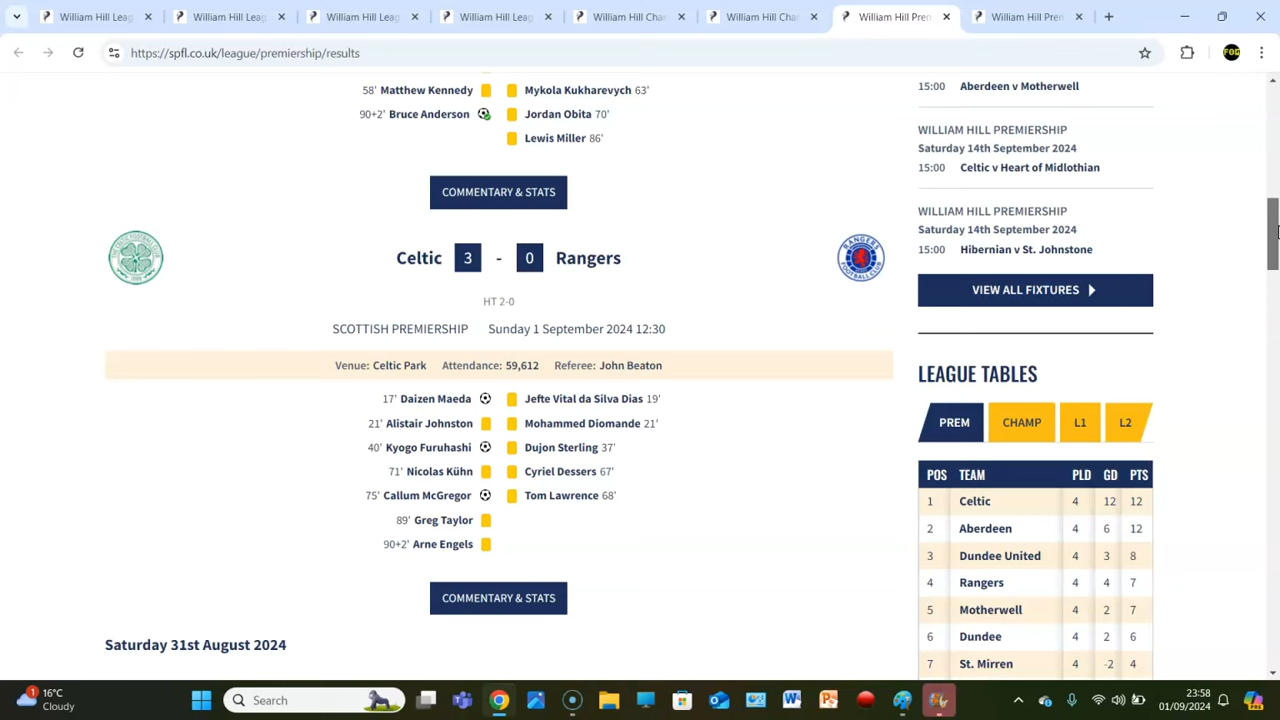 William Hill Leag
William Hill Leag
William Hill Leag
William Hill Leag
William Hill Cha
William Hill Cha
William Hill Pren
William Hill Pren
https://spfl.co.uk/league/premiership/results
58' Matthew Kennedy
Mykola Kukharevych 63'
90+2' Bruce Anderson
Jordan Obita 70'
Lewis Miller 86'
COMMENTARY & STATS
Celtic 3 - 0 Rangers
HT 2-0
SCOTTISH PREMIERSHIP Sunday 1 September 2024 12:30
Venue: Celtic Park Attendance: 59,612 Referee: John Beaton
17' Daizen Maeda
Jefte Vital da Silva Dias 19'
21' Alistair Johnston
Mohammed Diomande 21'
40' Kyogo Furuhashi
Dujon Sterling 37'
71' Nicolas Kühn
Cyriel Dessers 67'
75' Callum McGregor
Tom Lawrence 68'
89' Greg Taylor
90+2' Arne Engels
COMMENTARY & STATS
Saturday 31st August 2024
15:00 Aberdeen v Motherwell
WILLIAM HILL PREMIERSHIP
Saturday 14th September 2024
15:00 Celtic v Heart of Midlothian
WILLIAM HILL PREMIERSHIP
Saturday 14th September 2024
15:00 Hibernian v St. Johnstone
VIEW ALL FIXTURES
LEAGUE TABLES
PREM CHAMP L1 L2
POS TEAM PLD GD PTS
1 Celtic 4 12 12
2 Aberdeen 4 6 12
3 Dundee United 4 3 8
4 Rangers 4 4 7
5 Motherwell 4 2 7
6 Dundee 4 2 6
7 St. Mirren 4 -2 4
1
16°C
Cloudy
Search
23:58
01/09/2024